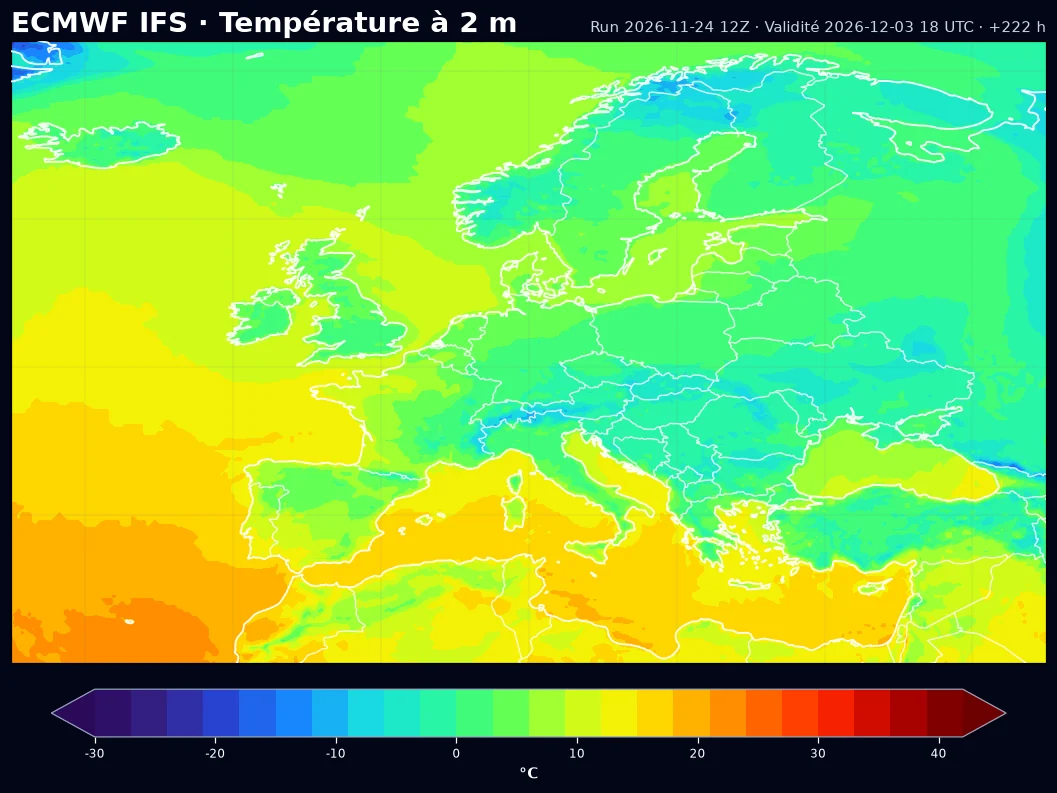 ECMWF IFS · Température à 2 m
Run 2026-11-24 12Z · Validité 2026-12-03 18 UTC · +222 h
-30 -20 -10 0 10 20 30 40
°C